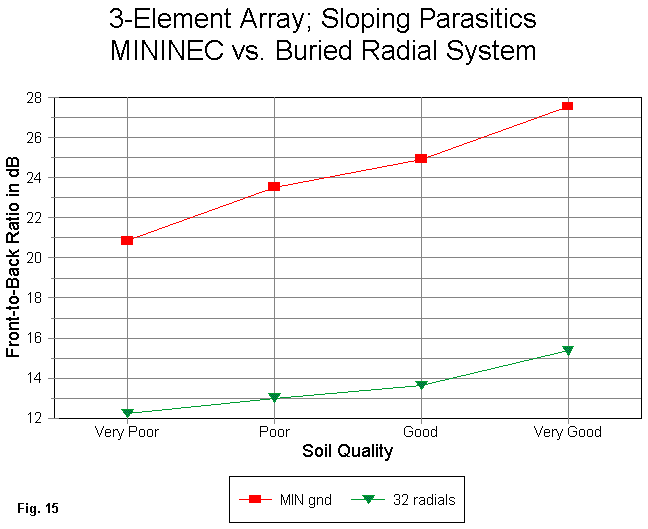 3-Element Array; Sloping Parasitics
MININEC vs. Buried Radial System
28
26
24
22
20
18
16
14
12
Front-to-Back Ratio in dB
Very Poor Poor Good Very Good
Soil Quality
MIN gnd 32 radials
Fig. 15